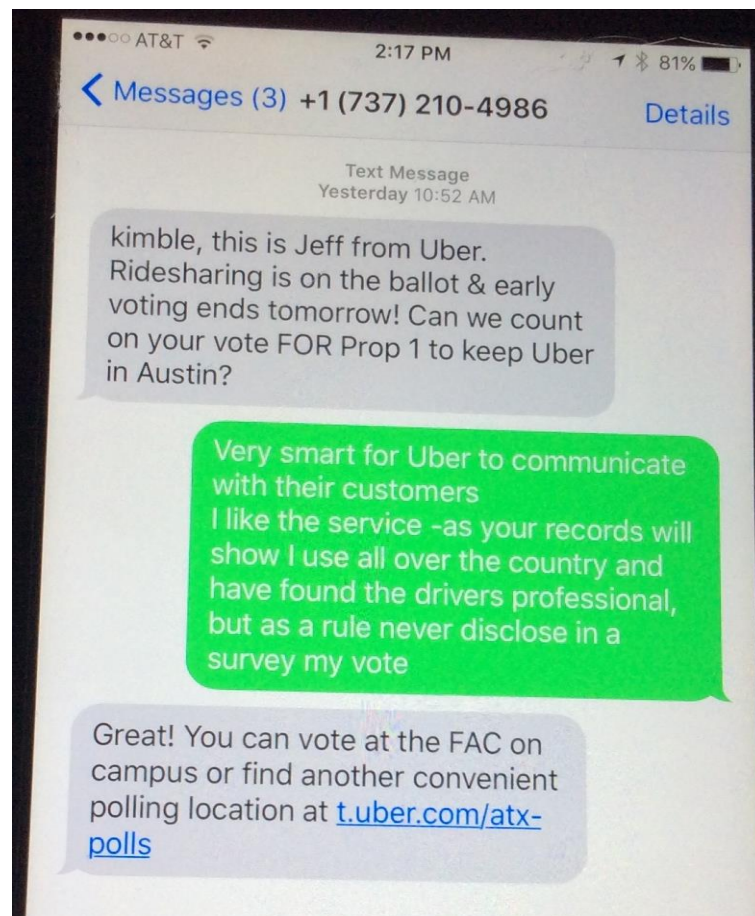 AT&T
2:17 PM
81%
Messages (3) +1 (737) 210-4986
Details
Text Message
Yesterday 10:52 AM
kimble, this is Jeff from Uber.
Ridesharing is on the ballot & early
voting ends tomorrow! Can we count
on your vote FOR Prop 1 to keep Uber
in Austin?
Very smart for Uber to communicate
with their customers
I like the service -as your records will
show I use all over the country and
have found the drivers professional,
but as a rule never disclose in a
survey my vote
Great! You can vote at the FAC on
campus or find another convenient
polling location at t.uber.com/atx-
polls